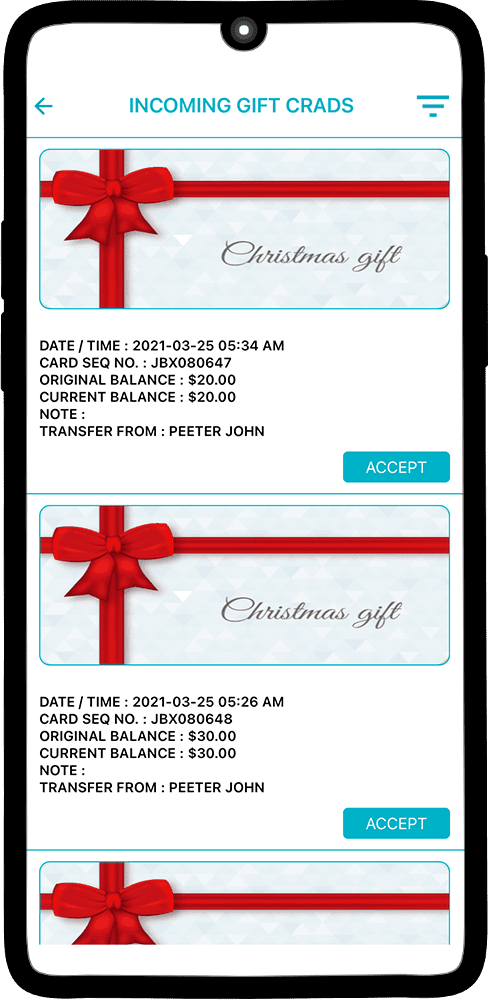 INCOMING GIFT CRADS
Christmas gift
DATE / TIME : 2021-03-25 05:34 AM
CARD SEQ NO. : JBX080647
ORIGINAL BALANCE : $20.00
CURRENT BALANCE : $20.00
NOTE :
TRANSFER FROM : PEETER JOHN
ACCEPT
Christmas gift
DATE / TIME : 2021-03-25 05:26 AM
CARD SEQ NO. : JBX080648
ORIGINAL BALANCE : $30.00
CURRENT BALANCE : $30.00
NOTE :
TRANSFER FROM : PEETER JOHN
ACCEPT